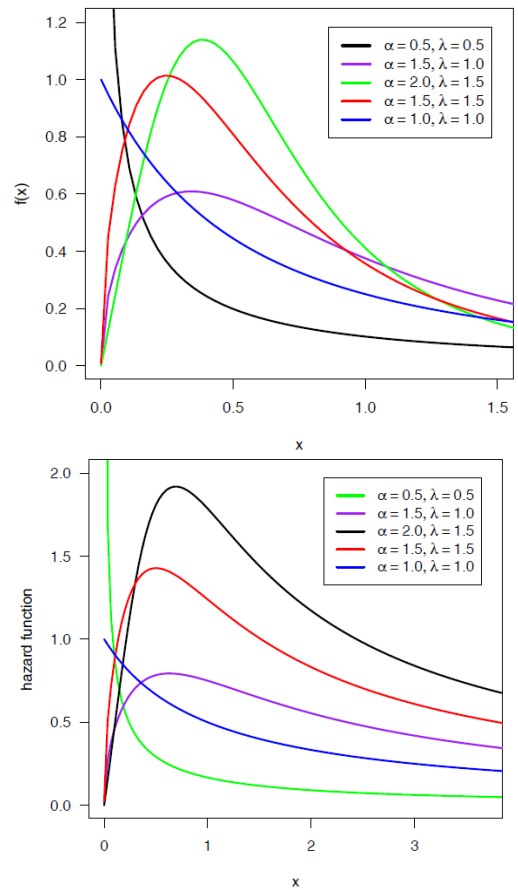 1.2
1.0
0.8
0.6
0.4
0.2
0.0
f(x)
α = 0.5, λ = 0.5
α = 1.5, λ = 1.0
α = 2.0, λ = 1.5
α = 1.5, λ = 1.5
α = 1.0, λ = 1.0
0.0 0.5 1.0 1.5
x
2.0
1.5
1.0
0.5
0.0
hazard function
α = 0.5, λ = 0.5
α = 1.5, λ = 1.0
α = 2.0, λ = 1.5
α = 1.5, λ = 1.5
α = 1.0, λ = 1.0
0 1 2 3
x